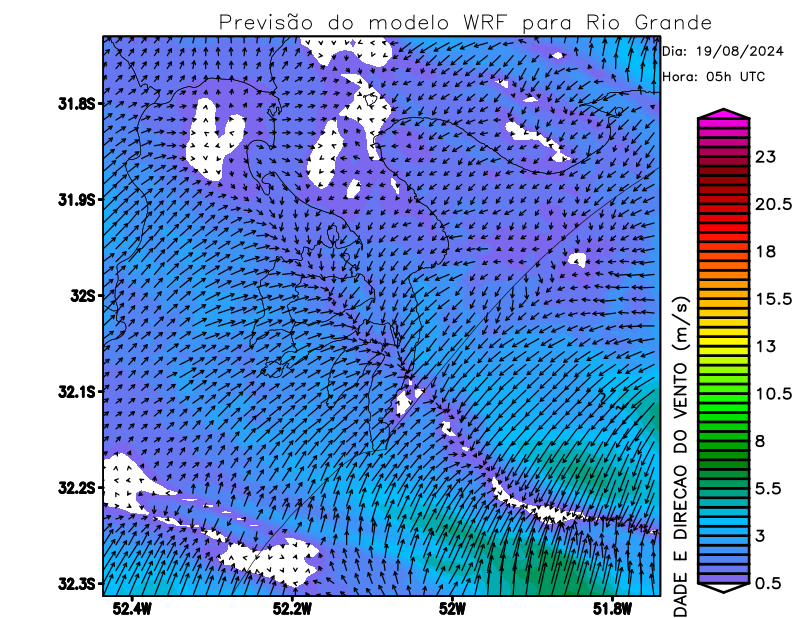 Previsão do modelo WRF para Rio Grande
Dia: 19/08/2024
Hora: 05h UTC
31.8S
31.9S
32S
32.1S
32.2S
32.3S
52.4W
52.2W
52W
51.8W
23
20.5
18
15.5
13
10.5
8
5.5
3
0.5
DADE E DIRECAO DO VENTO (m/s)